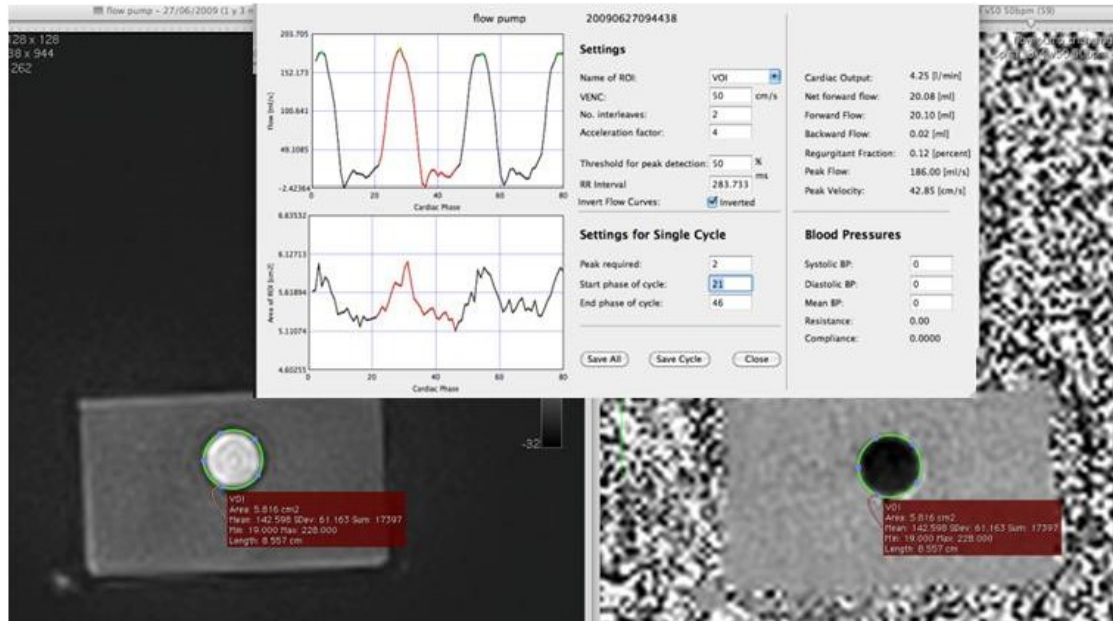 flow pump – 27/06/2009 (1 y 3 m
128 x 128
38 x 944
262
flow pump 20090627094438
203.705
152.173
100.641
49.1085
-2.42364
Flow [ml/s]
0 20 40 60 80
Cardiac Phase
6.63532
6.12713
5.61894
5.11074
4.60255
Area of ROI [cm2]
0 20 40 60 80
Cardiac Phase
Settings
Name of ROI: VOI
VENC: 50 cm/s
No. interleaves: 2
Acceleration factor: 4
Threshold for peak detection: 50 %
RR Interval 283.733 ms
Invert Flow Curves: Inverted
Settings for Single Cycle
Peak required: 2
Start phase of cycle: 21
End phase of cycle: 46
Save All Save Cycle Close
Cardiac Output: 4.25 [l/min]
Net forward flow: 20.08 [ml]
Forward Flow: 20.10 [ml]
Backward Flow: 0.02 [ml]
Regurgitant Fraction: 0.12 [percent]
Peak Flow: 186.00 [ml/s]
Peak Velocity: 42.85 [cm/s]
Blood Pressures
Systolic BP: 0
Diastolic BP: 0
Mean BP: 0
Resistance: 0.00
Compliance: 0.0000
v50 50bpm (59)
-32
VOI
Area: 5.816 cm2
Mean: 142.598 SDev: 61.163 Sum: 17397
Min: 19.000 Max: 228.000
Length: 8.557 cm
VOI
Area: 5.816 cm2
Mean: 142.598 SDev: 61.163 Sum: 17397
Min: 19.000 Max: 228.000
Length: 8.557 cm